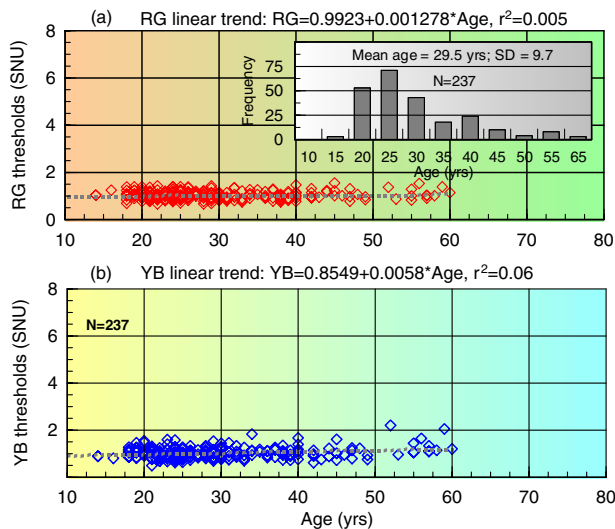 (a) RG linear trend: RG=0.9923+0.001278*Age, r²=0.005
8
6
4
2
0
RG thresholds (SNU)
Mean age = 29.5 yrs; SD = 9.7
N=237
75
50
25
0
Frequency
10 15 20 25 30 35 40 45 50 55 65
Age (yrs)
10 20 30 40 50 60 70 80
(b) YB linear trend: YB=0.8549+0.0058*Age, r²=0.06
8
6
4
2
YB thresholds (SNU)
N=237
10 20 30 40 50 60 70 80
Age (yrs)